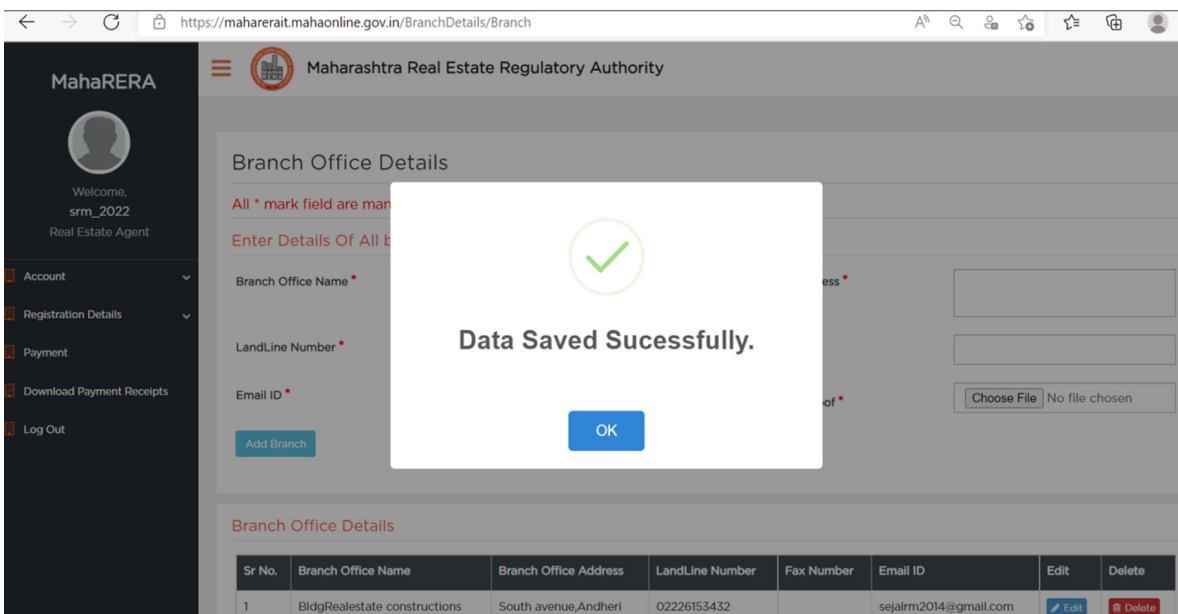 https://maharerait.mahaonline.gov.in/BranchDetails/Branch
MahaRERA
Maharashtra Real Estate Regulatory Authority
Welcome,
srm_2022
Real Estate Agent
Account
Registration Details
Payment
Download Payment Receipts
Log Out
Branch Office Details
All * mark field are man
Enter Details Of All b
Branch Office Name *
ess *
LandLine Number *
Email ID *
of *
Choose File No file chosen
Add Branch
Data Saved Sucessfully.
OK
Branch Office Details
Sr No. Branch Office Name Branch Office Address LandLine Number Fax Number Email ID Edit Delete
1 BldgRealestate constructions South avenue,Andheri 02226153432 sejalrm2014@gmail.com Edit Delete